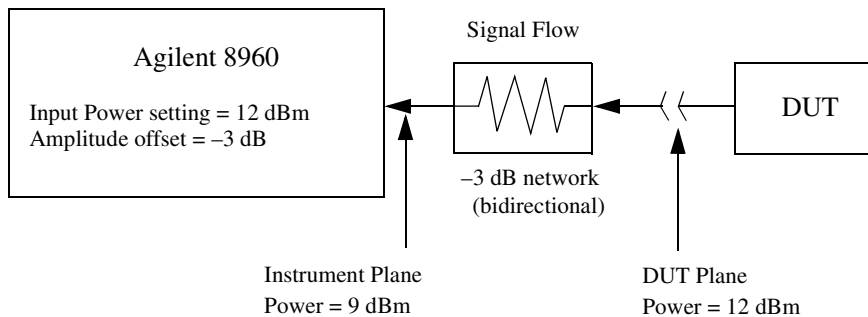 Signal Flow
Agilent 8960
Input Power setting = 12 dBm
Amplitude offset = –3 dB
DUT
–3 dB network
(bidirectional)
Instrument Plane
Power = 9 dBm
DUT Plane
Power = 12 dBm